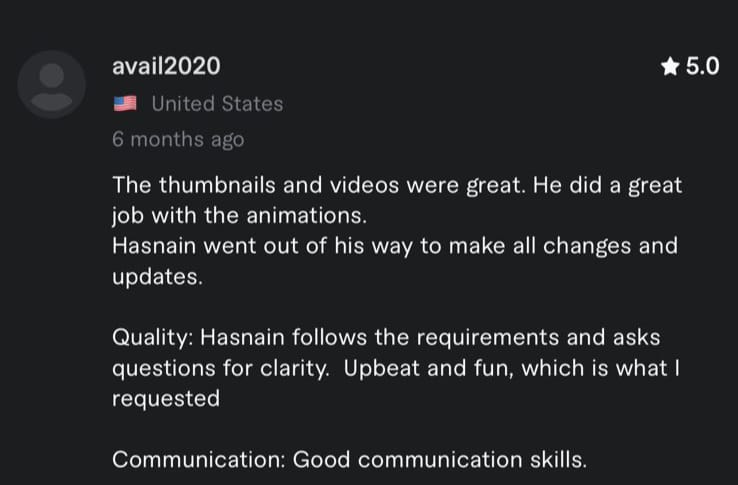 avail2020
★ 5.0
United States
6 months ago
The thumbnails and videos were great. He did a great
job with the animations.
Hasnain went out of his way to make all changes and
updates.
Quality: Hasnain follows the requirements and asks
questions for clarity.  Upbeat and fun, which is what I
requested
Communication: Good communication skills.